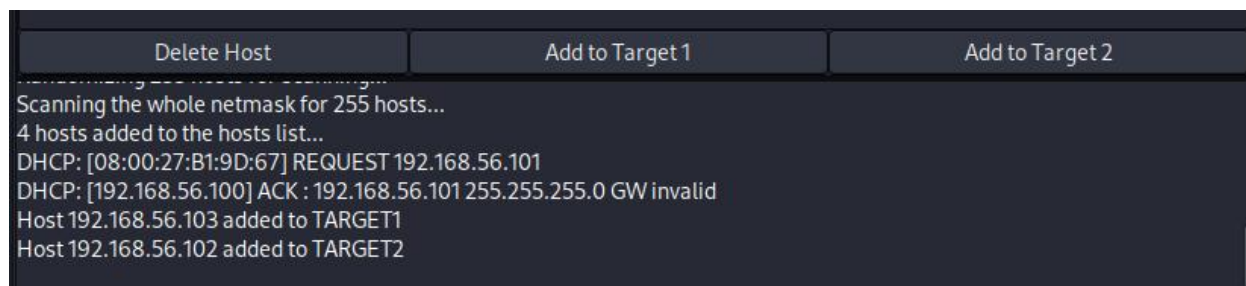 Delete Host Add to Target 1 Add to Target 2
Scanning the whole netmask for 255 hosts...
4 hosts added to the hosts list...
DHCP: [08:00:27:B1:9D:67] REQUEST 192.168.56.101
DHCP: [192.168.56.100] ACK : 192.168.56.101 255.255.255.0 GW invalid
Host 192.168.56.103 added to TARGET1
Host 192.168.56.102 added to TARGET2